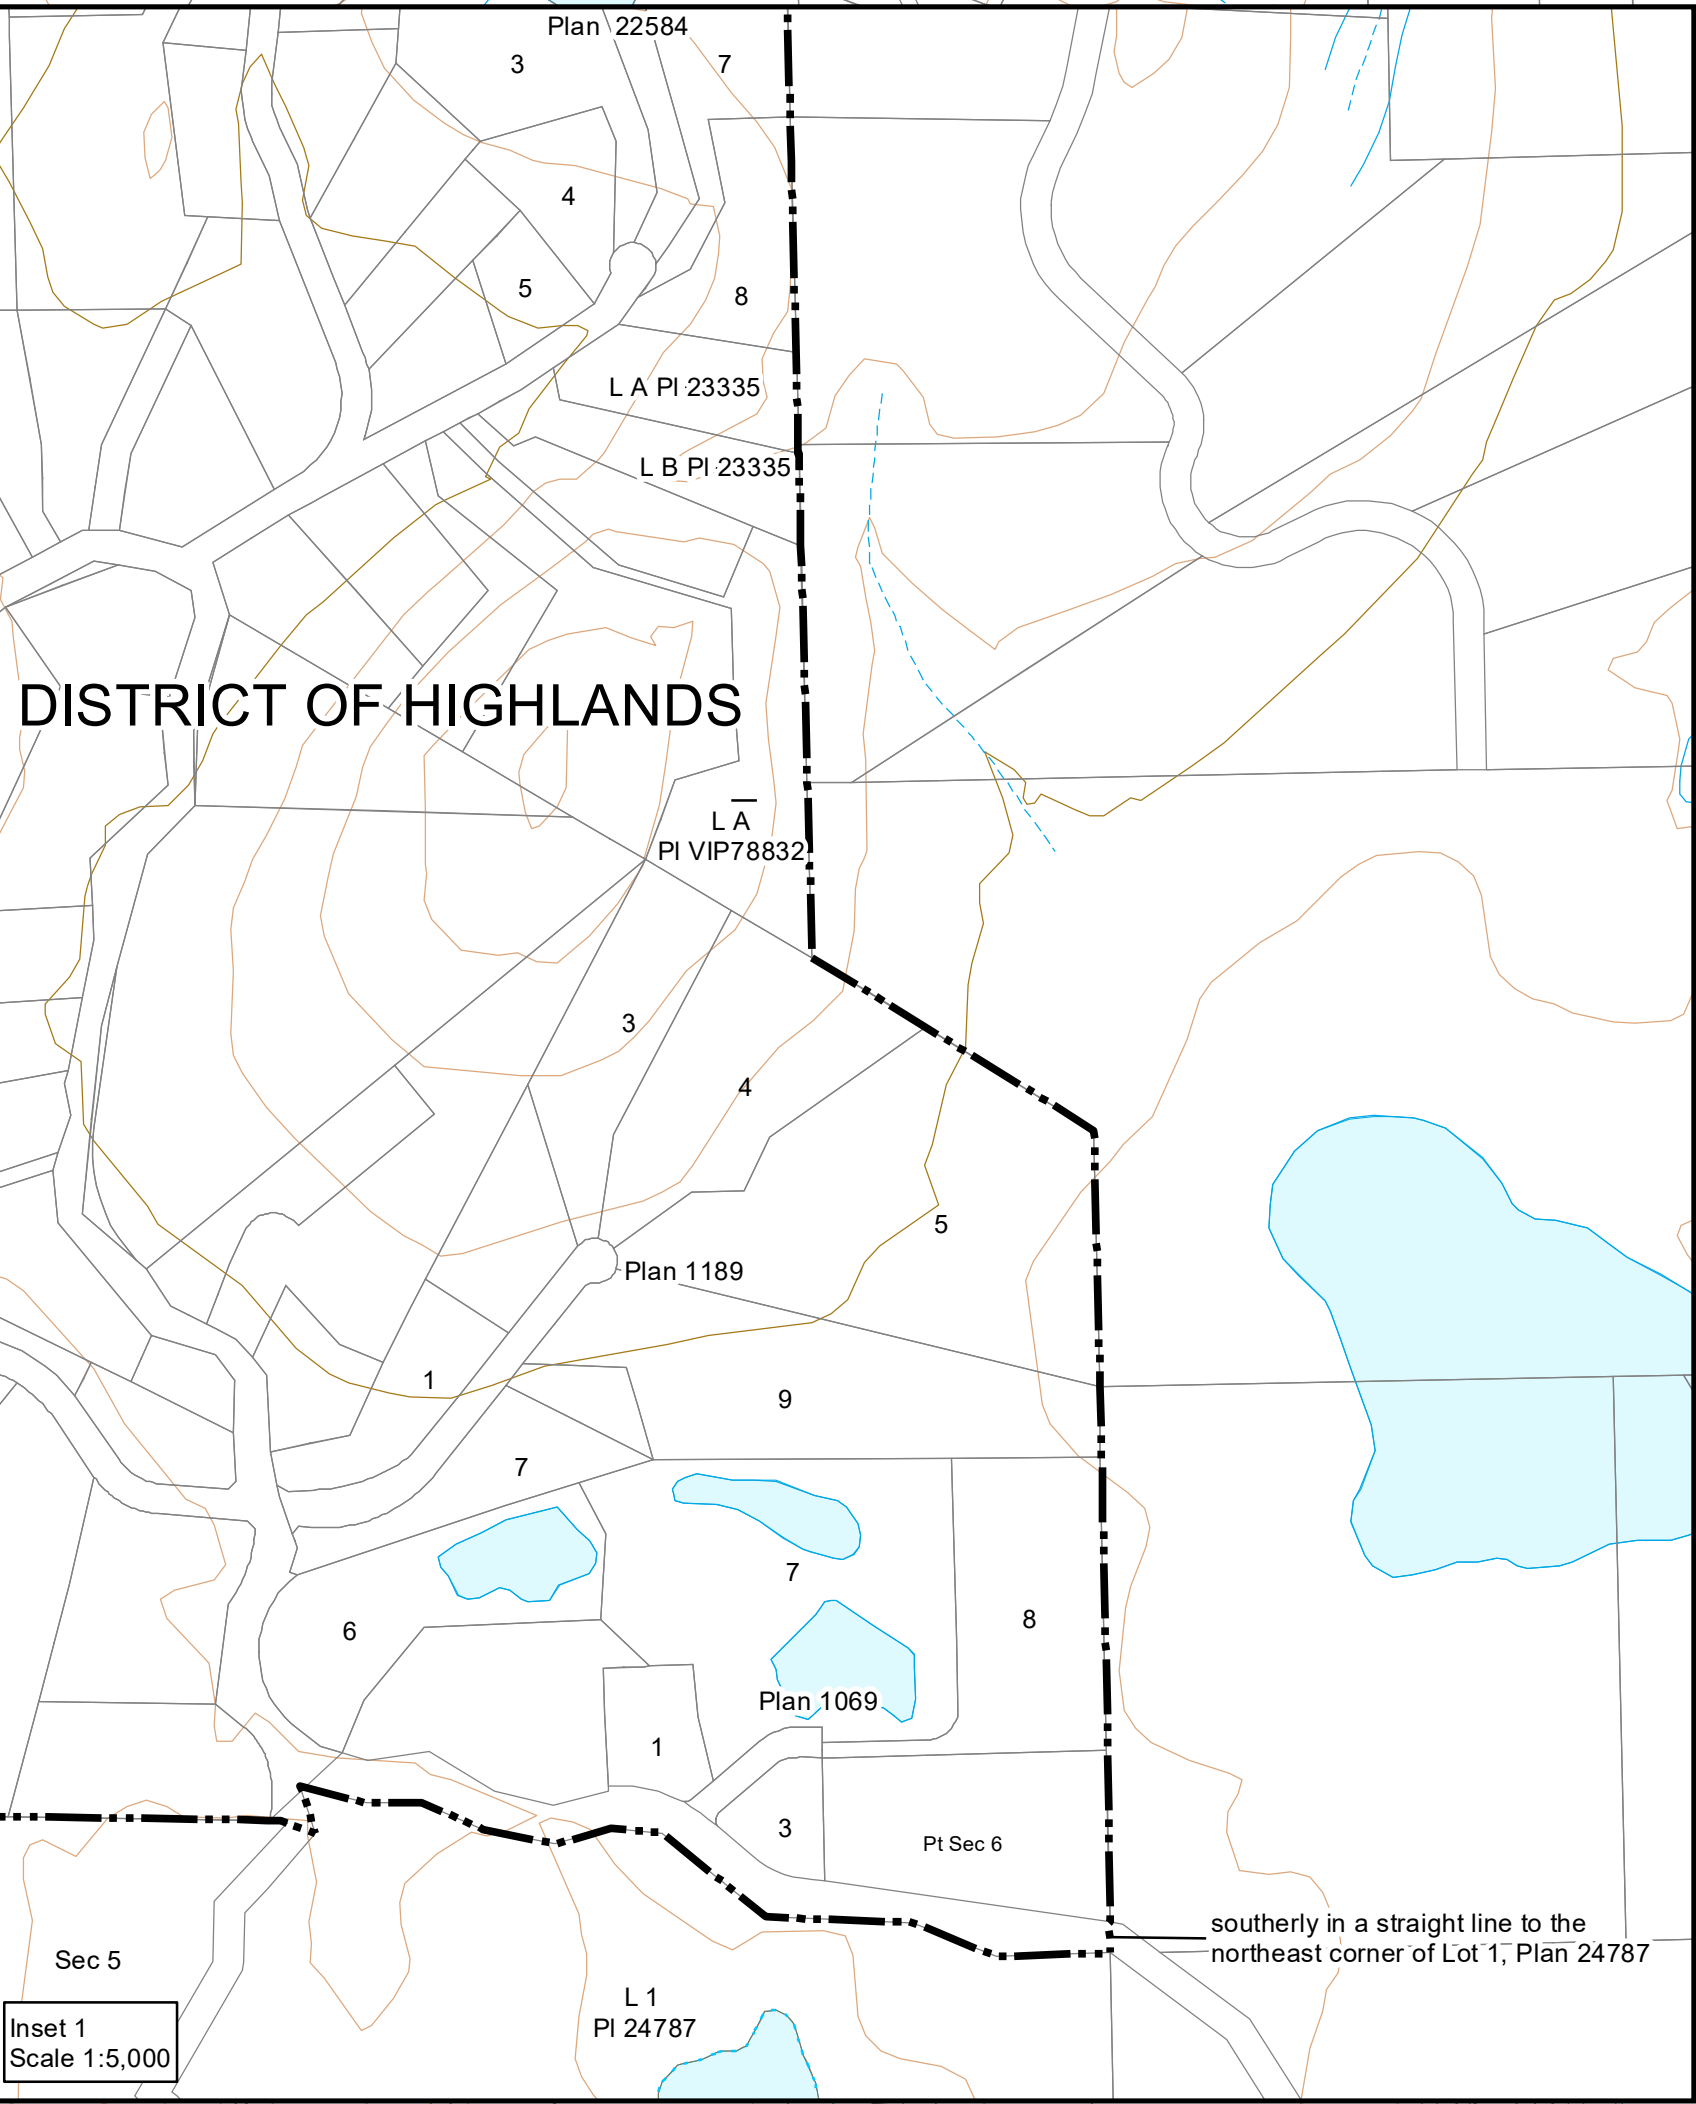 Plan 22584
3
7
4
5
8
L A Pl 23335
L B Pl 23335
DISTRICT OF HIGHLANDS
L A
Pl VIP78832
3
4
5
Plan 1189
1
9
7
7
6
8
Plan 1069
1
3
Pt Sec 6
southerly in a straight line to the
northeast corner of Lot 1, Plan 24787
Sec 5
L 1
Pl 24787
Inset 1
Scale 1:5,000